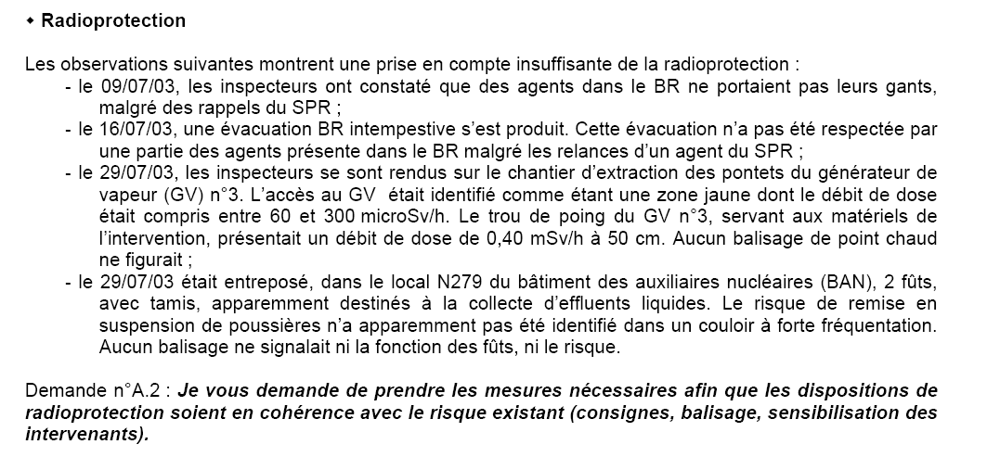 ◆ Radioprotection
Les observations suivantes montrent une prise en compte insuffisante de la radioprotection :
- le 09/07/03, les inspecteurs ont constaté que des agents dans le BR ne portaient pas leurs gants,
malgré des rappels du SPR ;
- le 16/07/03, une évacuation BR intempestive s'est produit. Cette évacuation n'a pas été respectée par
une partie des agents présente dans le BR malgré les relances d'un agent du SPR ;
- le 29/07/03, les inspecteurs se sont rendus sur le chantier d'extraction des pontets du générateur de
vapeur (GV) n°3. L'accès au GV était identifié comme étant une zone jaune dont le débit de dose
était compris entre 60 et 300 microSv/h. Le trou de poing du GV n°3, servant aux matériels de
l'intervention, présentait un débit de dose de 0,40 mSv/h à 50 cm. Aucun balisage de point chaud
ne figurait ;
- le 29/07/03 était entreposé, dans le local N279 du bâtiment des auxiliaires nucléaires (BAN), 2 fûts,
avec tamis, apparemment destinés à la collecte d'effluents liquides. Le risque de remise en
suspension de poussières n'a apparemment pas été identifié dans un couloir à forte fréquentation.
Aucun balisage ne signalait ni la fonction des fûts, ni le risque.
Demande n°A.2 : Je vous demande de prendre les mesures nécessaires afin que les dispositions de
radioprotection soient en cohérence avec le risque existant (consignes, balisage, sensibilisation des
intervenants).